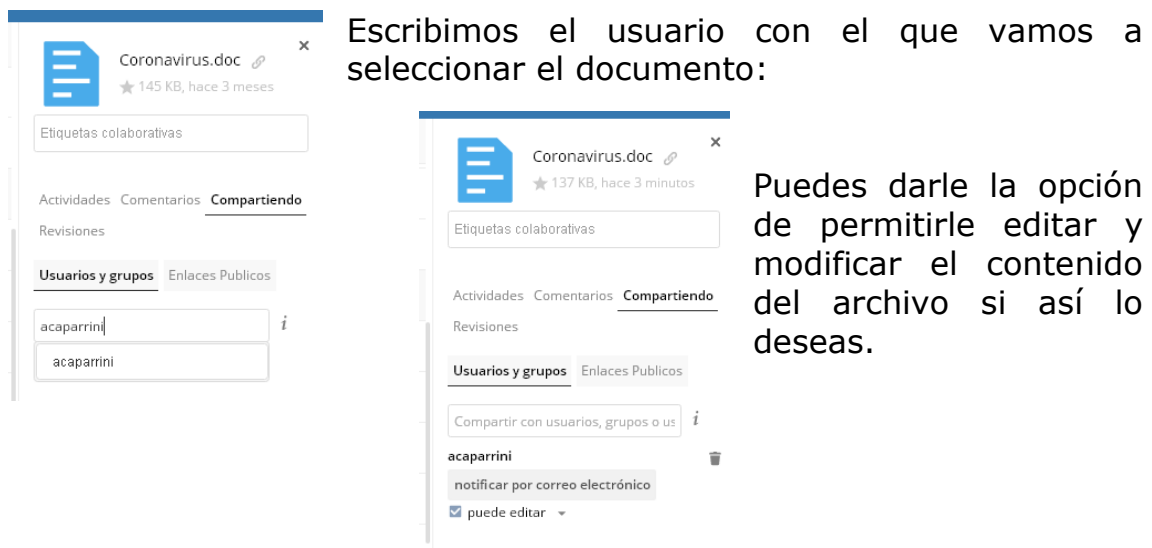 Coronavirus.doc
145 KB, hace 3 meses
Etiquetas colaborativas
Actividades Comentarios Compartiendo
Revisiones
Usuarios y grupos Enlaces Publicos
acaparrini i
acaparrini
Escribimos el usuario con el que vamos a
seleccionar el documento:
Coronavirus.doc
137 KB, hace 3 minutos
Etiquetas colaborativas
Actividades Comentarios Compartiendo
Revisiones
Usuarios y grupos Enlaces Publicos
Compartir con usuarios, grupos o us i
acaparrini
notificar por correo electrónico
puede editar
Puedes darle la opción
de permitirle editar y
modificar el contenido
del archivo si así lo
deseas.